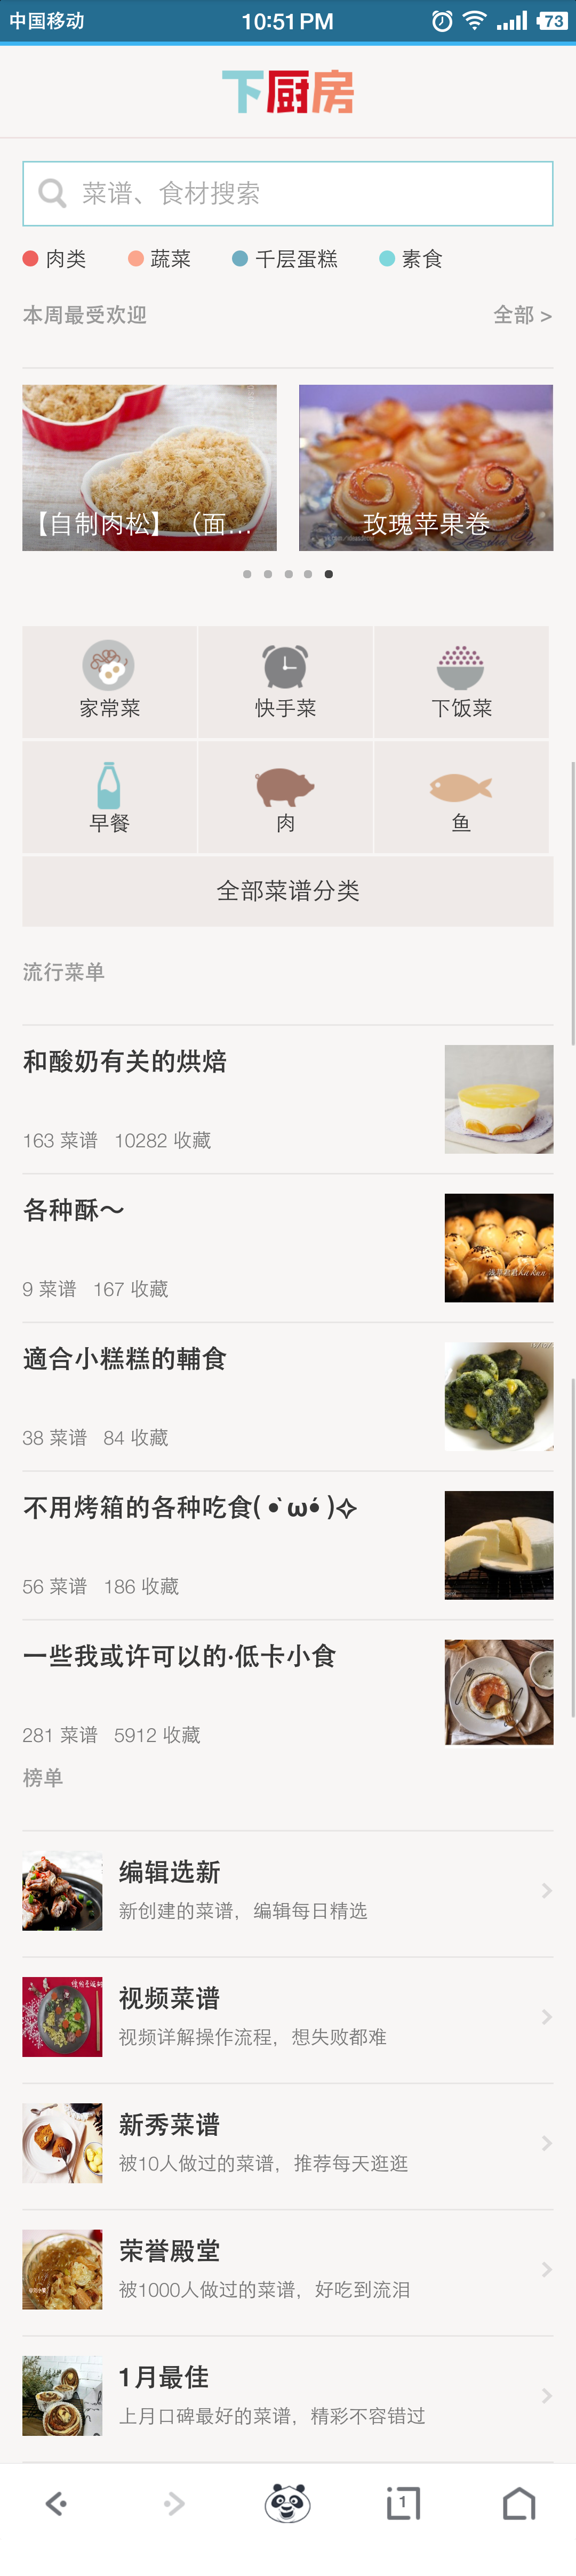 中国移动 10:51 PM 73
下厨房
菜谱、食材搜索
肉类 蔬菜 千层蛋糕 素食
本周最受欢迎 全部 >
【自制肉松】（面... 玫瑰苹果卷
家常菜 快手菜 下饭菜
早餐 肉 鱼
全部菜谱分类
流行菜单
和酸奶有关的烘焙
163 菜谱 10282 收藏
各种酥～
9 菜谱 167 收藏
適合小糕糕的輔食
38 菜谱 84 收藏
不用烤箱的各种吃食( •̀ ω•́ )✧
56 菜谱 186 收藏
一些我或许可以的·低卡小食
281 菜谱 5912 收藏
榜单
编辑选新
新创建的菜谱，编辑每日精选
视频菜谱
视频详解操作流程，想失败都难
新秀菜谱
被10人做过的菜谱，推荐每天逛逛
荣誉殿堂
被1000人做过的菜谱，好吃到流泪
1月最佳
上月口碑最好的菜谱，精彩不容错过
1